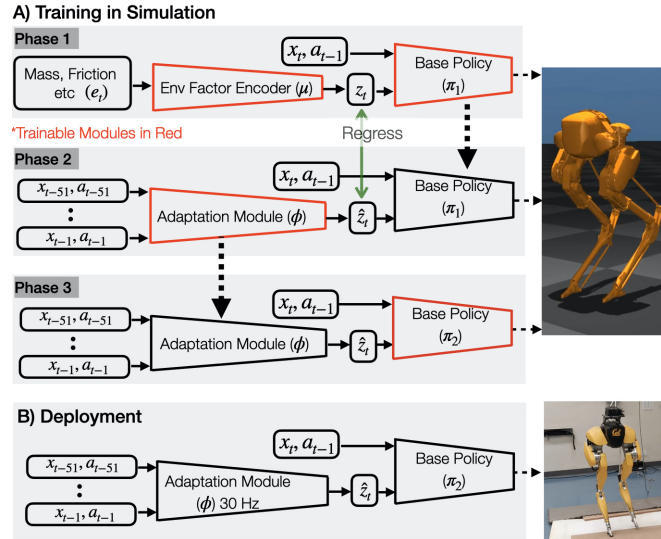 A) Training in Simulation
Phase 1
Mass, Friction
etc (e_t)
Env Factor Encoder (μ)
z_t
x_t, a_{t−1}
Base Policy
(π_1)
*Trainable Modules in Red
Regress
Phase 2
x_{t−51}, a_{t−51}
x_{t−1}, a_{t−1}
Adaptation Module (ϕ)
ẑ_t
x_t, a_{t−1}
Base Policy
(π_1)
Phase 3
x_{t−51}, a_{t−51}
x_{t−1}, a_{t−1}
Adaptation Module (ϕ)
ẑ_t
x_t, a_{t−1}
Base Policy
(π_2)
B) Deployment
x_{t−51}, a_{t−51}
x_{t−1}, a_{t−1}
Adaptation Module
(ϕ) 30 Hz
ẑ_t
x_t, a_{t−1}
Base Policy
(π_2)
Cal